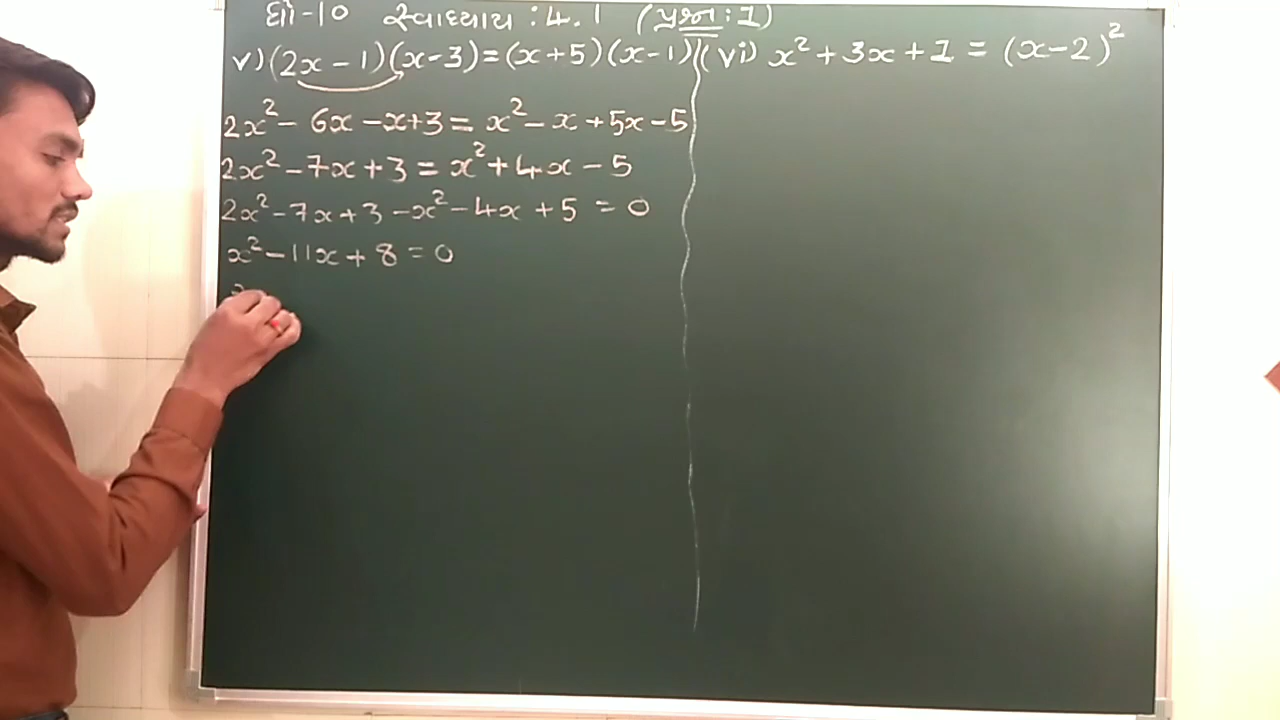 ધો-10 સ્વાધ્યાય : 4.1 (પ્રશ્ન : 1)
v) (2x - 1)(x - 3) = (x + 5)(x - 1)
2x² - 6x - x + 3 = x² - x + 5x - 5
2x² - 7x + 3 = x² + 4x - 5
2x² - 7x + 3 - x² - 4x + 5 = 0
x² - 11x + 8 = 0
(vi) x² + 3x + 1 = (x - 2)²